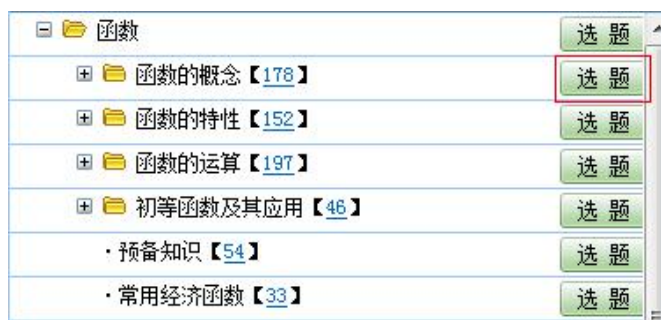 函数 选 题
函数的概念【178】 选 题
函数的特性【152】 选 题
函数的运算【197】 选 题
初等函数及其应用【46】 选 题
·预备知识【54】 选 题
·常用经济函数【33】 选 题